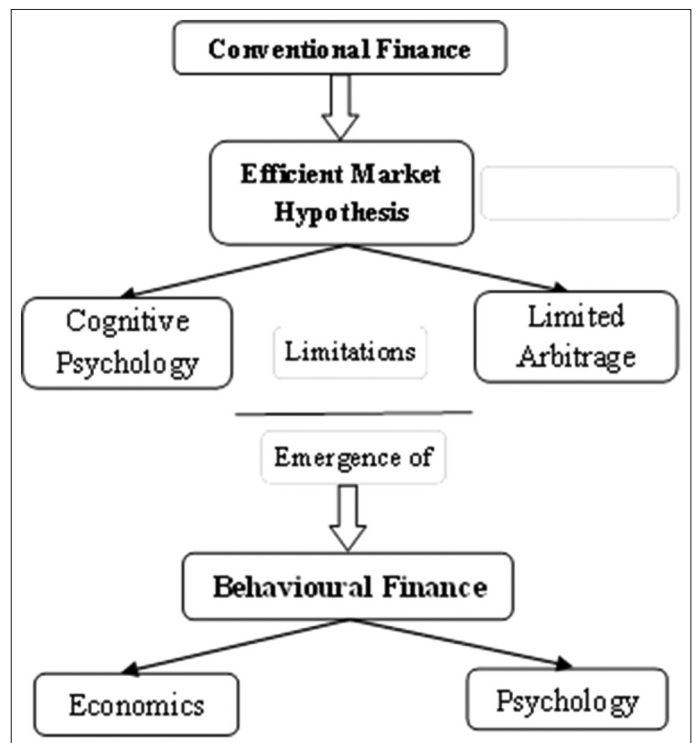 Conventional Finance
Efficient Market
Hypothesis
Cognitive
Psychology
Limitations
Limited
Arbitrage
Emergence of
Behavioural Finance
Economics
Psychology